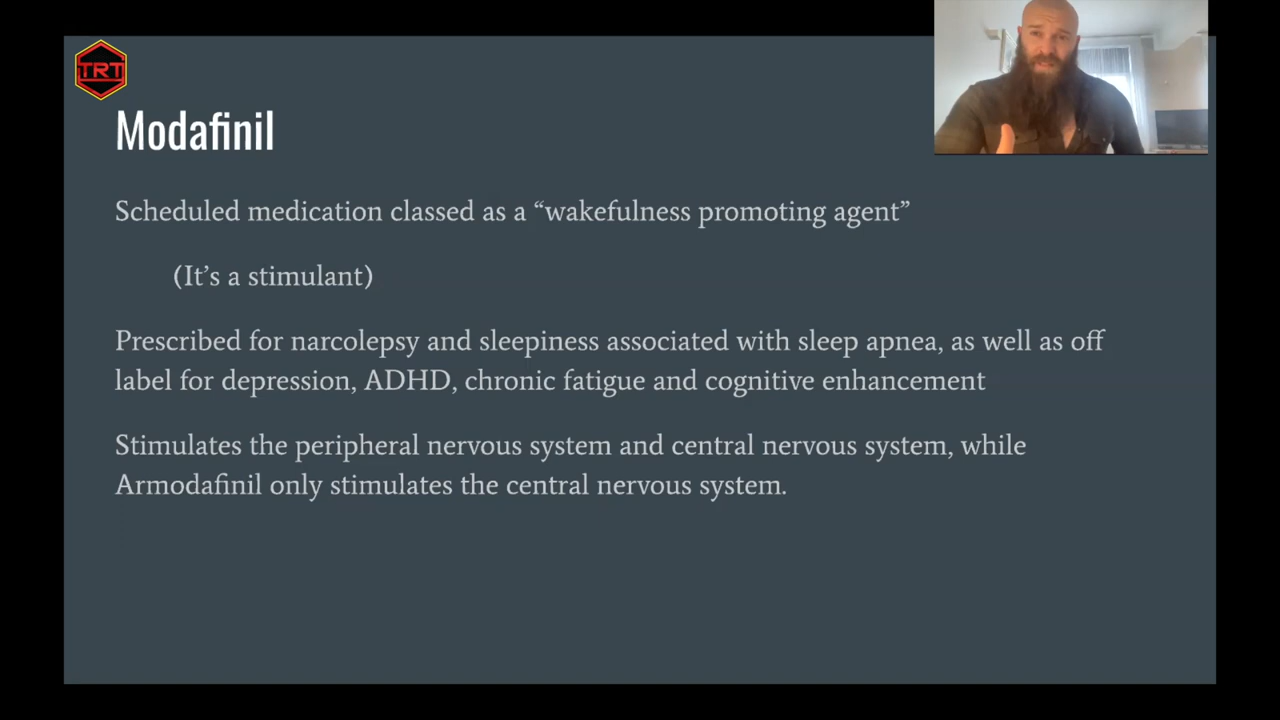 TRT
Modafinil
Scheduled medication classed as a “wakefulness promoting agent”
(It’s a stimulant)
Prescribed for narcolepsy and sleepiness associated with sleep apnea, as well as off
label for depression, ADHD, chronic fatigue and cognitive enhancement
Stimulates the peripheral nervous system and central nervous system, while
Armodafinil only stimulates the central nervous system.